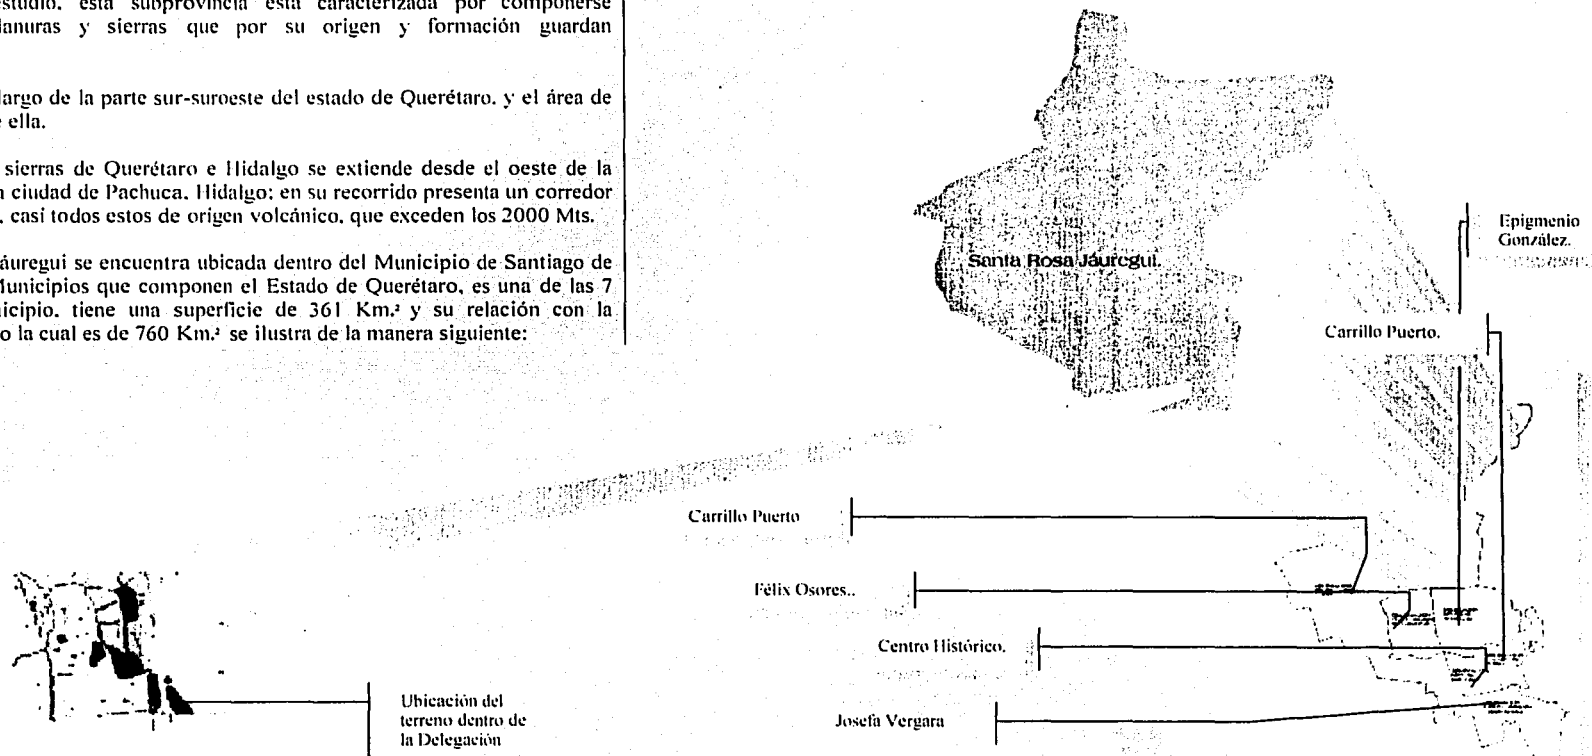 estudio. esta subprovincia está caracterizada por componerse
lanuras y sierras que por su origen y formación guardan
largo de la parte sur-suroeste del estado de Querétaro. y el área de
e ella.
sierras de Querétaro e Hidalgo se extiende desde el oeste de la
a ciudad de Pachuca. Hidalgo; en su recorrido presenta un corredor
. casi todos estos de origen volcánico. que exceden los 2000 Mts.
áuregui se encuentra ubicada dentro del Municipio de Santiago de
Municipios que componen el Estado de Querétaro, es una de las 7
nicipio. tiene una superficie de 361 Km.² y su relación con la
o la cual es de 760 Km.² se ilustra de la manera siguiente:
Santa Rosa Jáuregui.
Epigmenio
González.
Carrillo Puerto.
Carrillo Puerto
Félix Osores..
Centro Histórico.
Josefa Vergara
Ubicación del
terreno dentro de
la Delegación